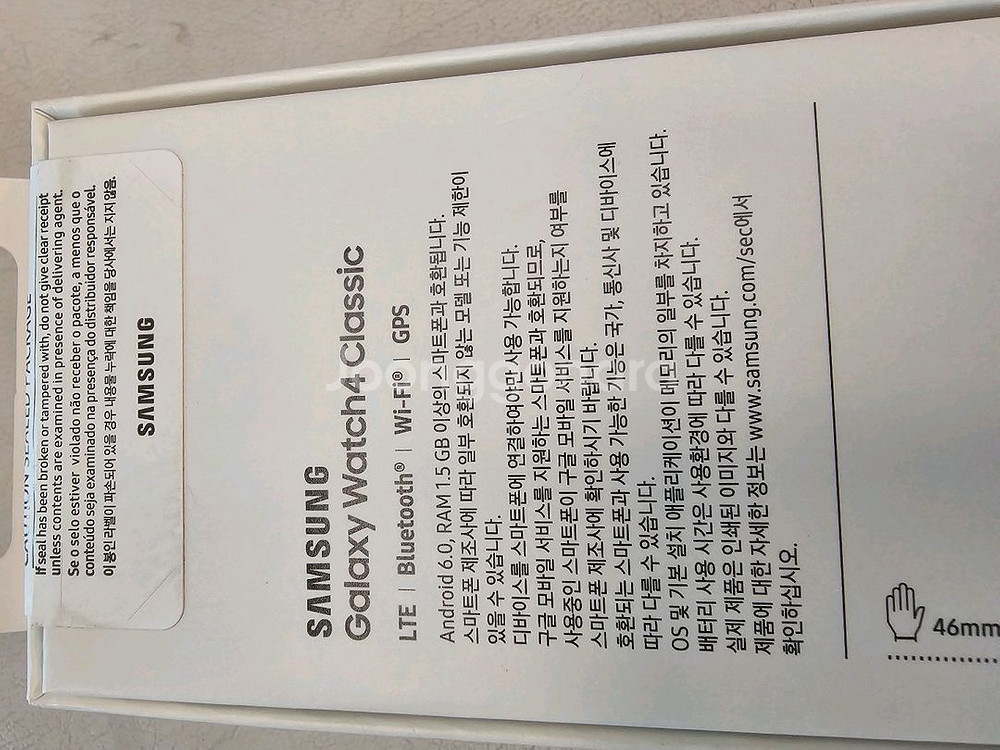 CAUTION SEALED PACKAGE
If seal has been broken or tampered with, do not give clear receipt
unless contents are examined in presence of delivering agent.
Se o selo estiver violado não receber o pacote, a menos que o
conteúdo seja examinado na presença do distribuidor responsável.
이 봉인 라벨이 파손되어 있을 경우 내용물 누락에 대한 책임을 당사에서는 지지 않음.
SAMSUNG
SAMSUNG
Galaxy Watch4 Classic
LTE | Bluetooth® | Wi-Fi® | GPS
Android 6.0, RAM 1.5 GB 이상의 스마트폰과 호환됩니다.
스마트폰 제조사에 따라 일부 호환되지 않는 모델 또는 기능 제한이
있을 수 있습니다.
디바이스를 스마트폰에 연결하여야만 사용 가능합니다.
구글 모바일 서비스를 지원하는 스마트폰과 호환되므로,
사용중인 스마트폰이 구글 모바일 서비스를 지원하는지 여부를
스마트폰 제조사에 확인하시기 바랍니다.
호환되는 스마트폰과 사용 가능한 기능은 국가, 통신사 및 디바이스에
따라 다를 수 있습니다.
OS 및 기본 설치 애플리케이션이 메모리의 일부를 차지하고 있습니다.
배터리 사용 시간은 사용환경에 따라 다를 수 있습니다.
실제 제품은 인쇄된 이미지와 다를 수 있습니다.
제품에 대한 자세한 정보는 www.samsung.com/sec에서
확인하십시오.
46mm